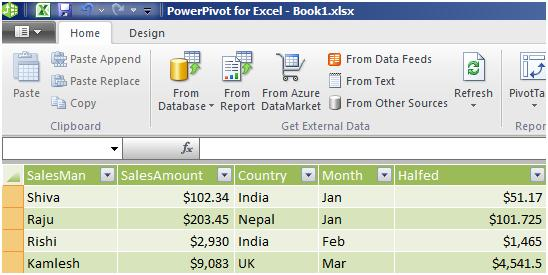 PowerPivot for Excel - Book1.xlsx
Home Design
Paste
Paste Append
Paste Replace
Copy
Clipboard
From Database
From Report
From Azure DataMarket
From Data Feeds
From Text
From Other Sources
Get External Data
Refresh
PivotTa
Repor
fx
SalesMan SalesAmount Country Month Halfed
Shiva $102.34 India Jan $51.17
Raju $203.45 Nepal Jan $101.725
Rishi $2,930 India Feb $1,465
Kamlesh $9,083 UK Mar $4,541.5